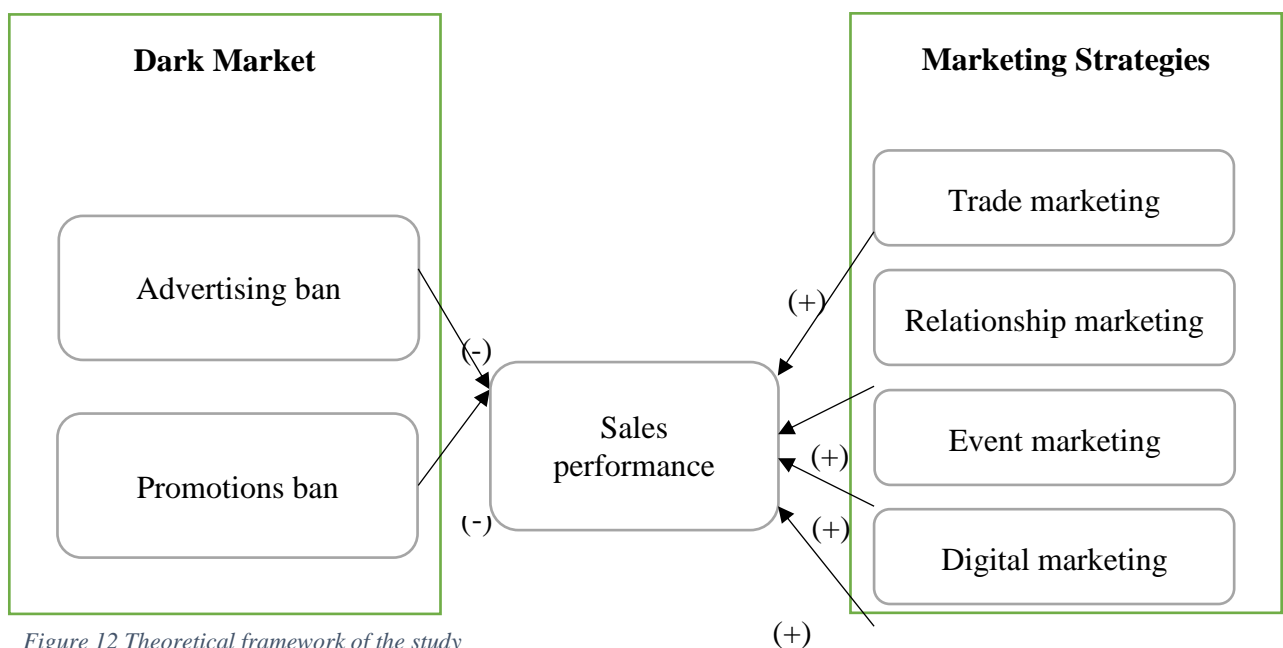 Dark Market
Advertising ban
Promotions ban
(-)
(-)
Sales
performance
Marketing Strategies
Trade marketing
Relationship marketing
Event marketing
Digital marketing
(+)
(+)
(+)
(+)
Figure 12 Theoretical framework of the study